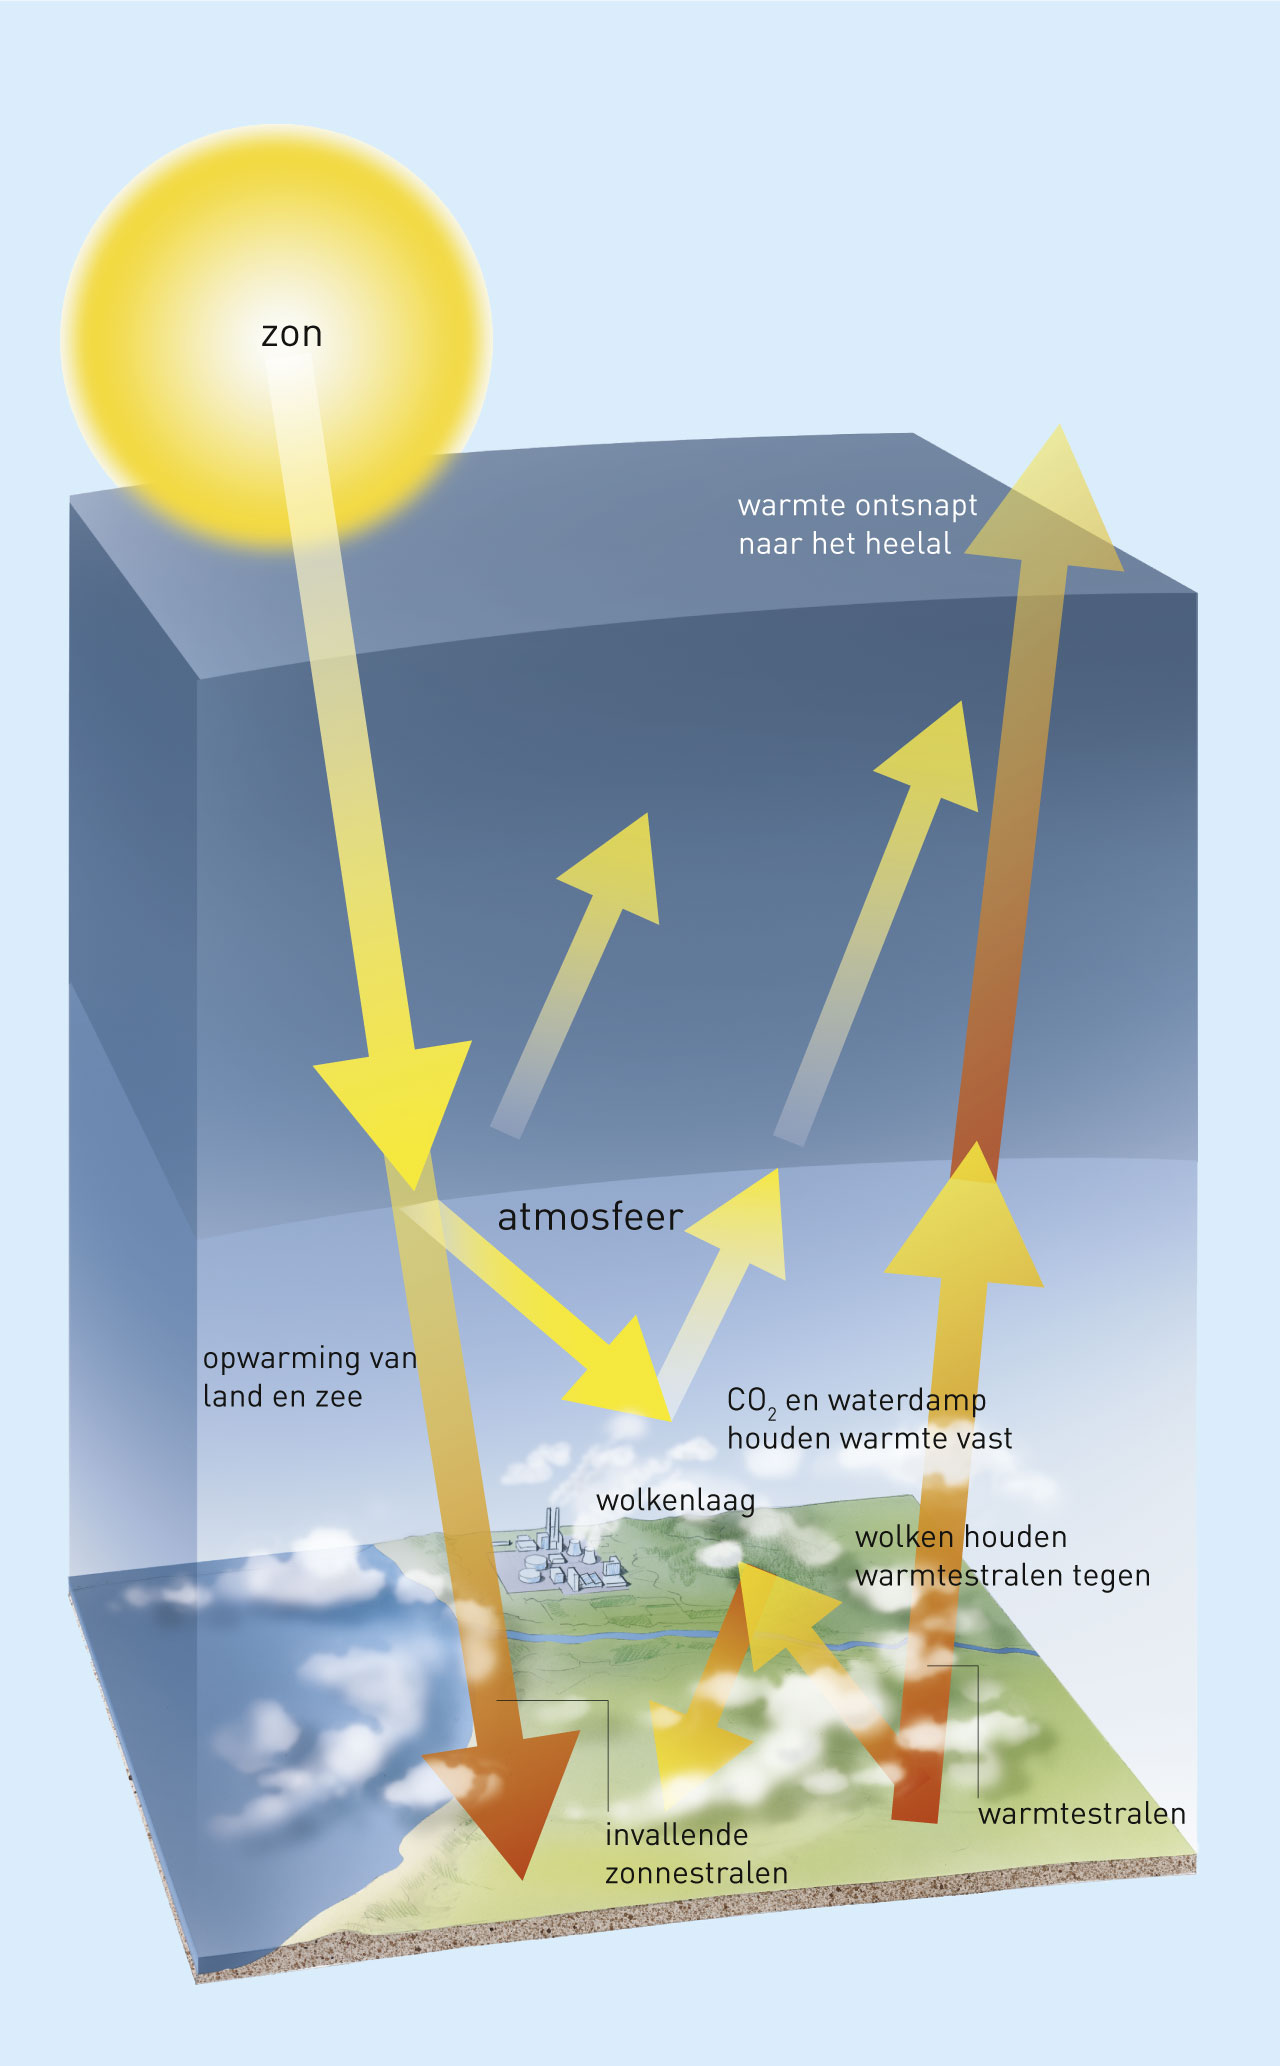 zon
warmte ontsnapt
naar het heelal
atmosfeer
opwarming van
land en zee
CO₂ en waterdamp
houden warmte vast
wolkenlaag
wolken houden
warmtestralen tegen
warmtestralen
invallende
zonnestralen